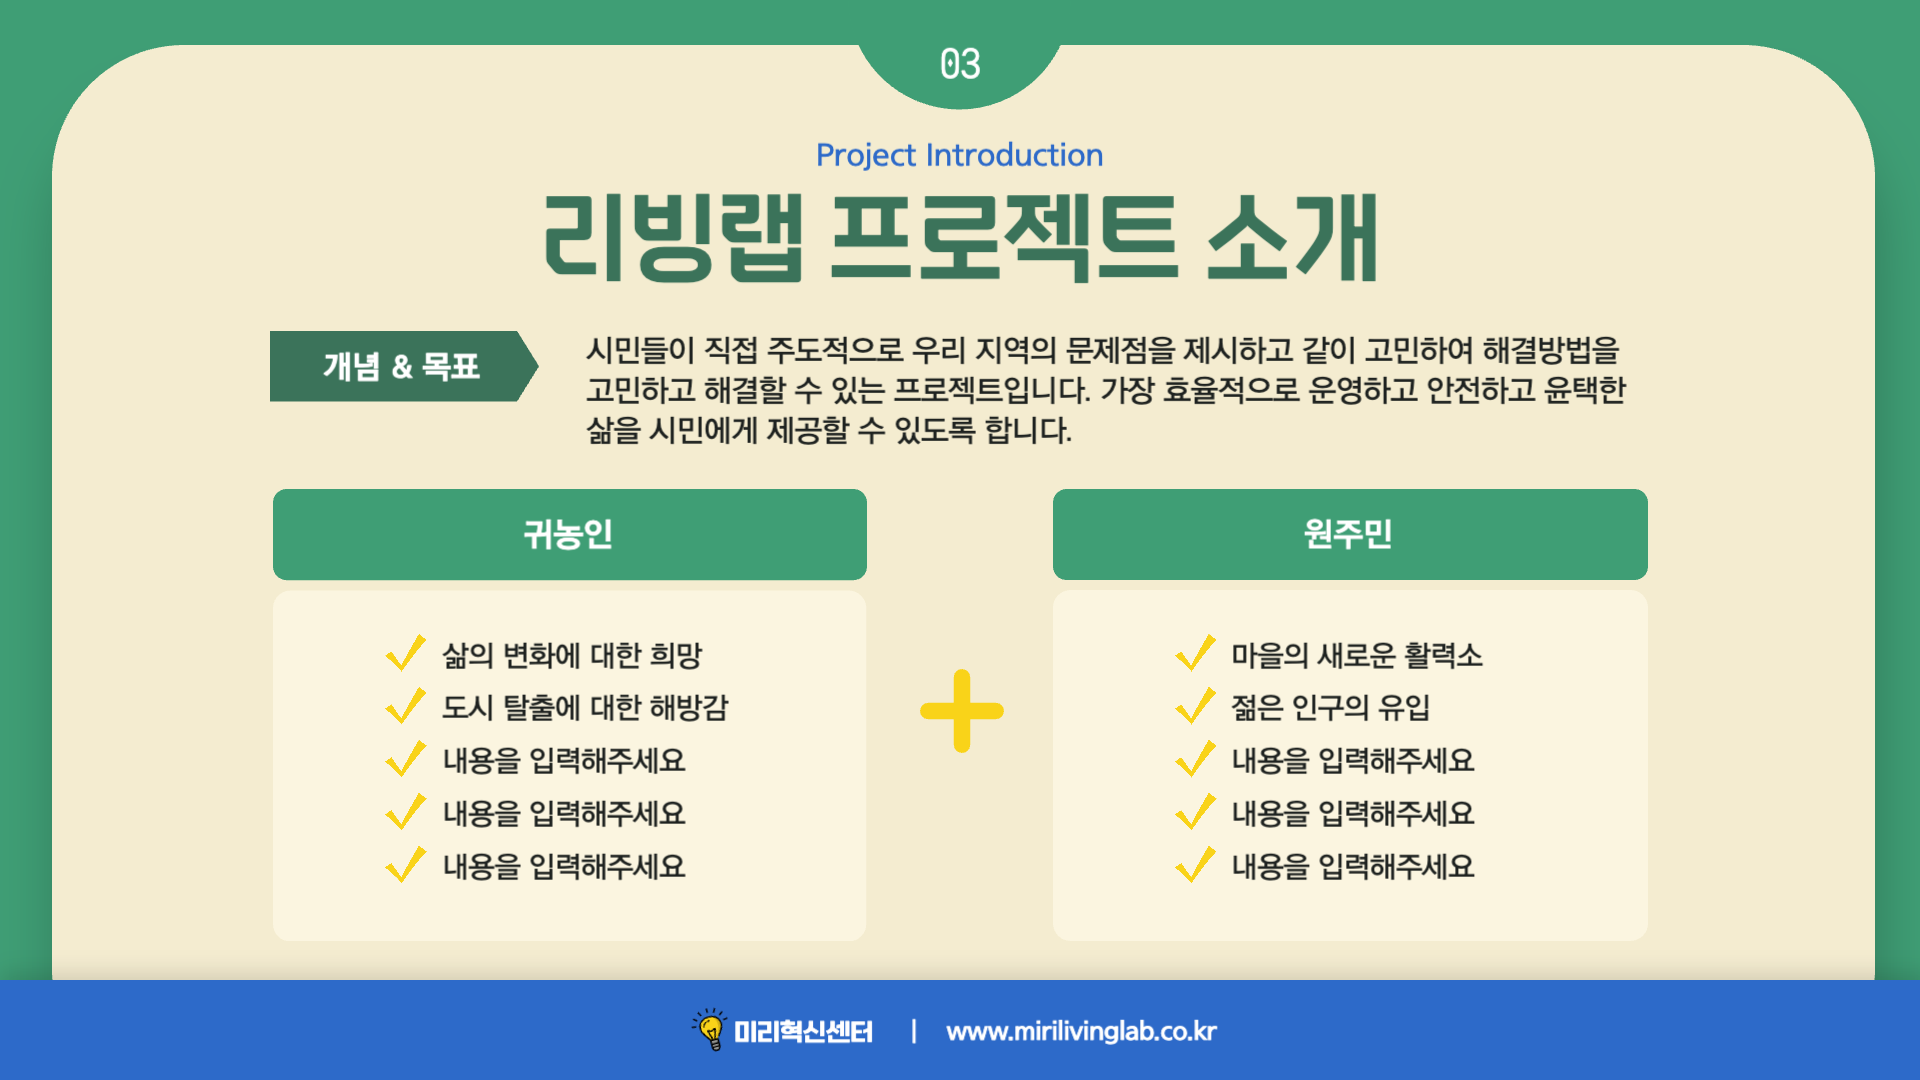 03
Project Introduction
리빙랩 프로젝트 소개
개념 & 목표
시민들이 직접 주도적으로 우리 지역의 문제점을 제시하고 같이 고민하여 해결방법을
고민하고 해결할 수 있는 프로젝트입니다. 가장 효율적으로 운영하고 안전하고 윤택한
삶을 시민에게 제공할 수 있도록 합니다.
귀농인
삶의 변화에 대한 희망
도시 탈출에 대한 해방감
내용을 입력해주세요
내용을 입력해주세요
내용을 입력해주세요
원주민
마을의 새로운 활력소
젊은 인구의 유입
내용을 입력해주세요
내용을 입력해주세요
내용을 입력해주세요
미리혁신센터 | www.mirilivinglab.co.kr